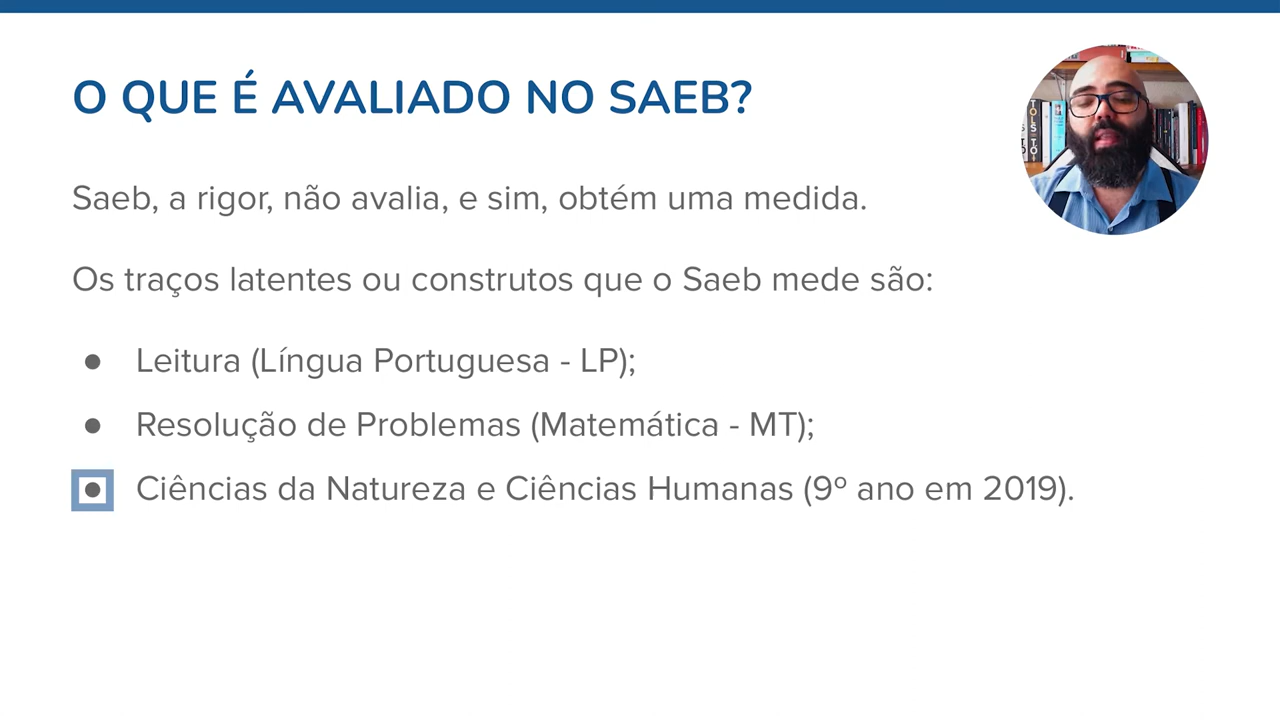 O QUE É AVALIADO NO SAEB?
Saeb, a rigor, não avalia, e sim, obtém uma medida.
Os traços latentes ou construtos que o Saeb mede são:
● Leitura (Língua Portuguesa - LP);
● Resolução de Problemas (Matemática - MT);
● Ciências da Natureza e Ciências Humanas (9º ano em 2019).